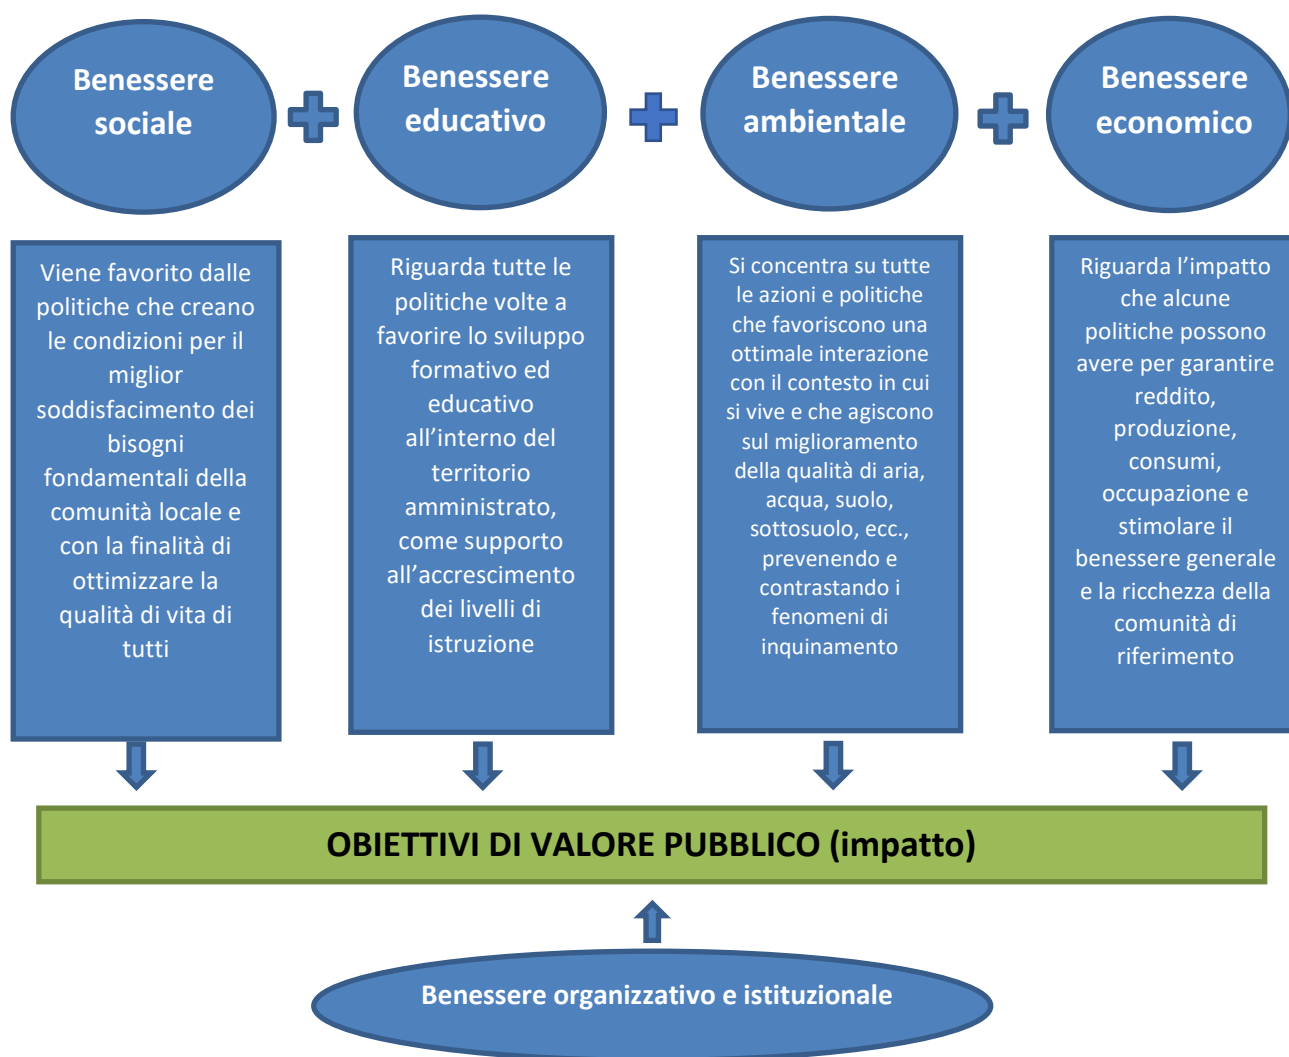 Benessere
sociale
Benessere
educativo
Benessere
ambientale
Benessere
economico
Viene favorito dalle
politiche che creano
le condizioni per il
miglior
soddisfacimento dei
bisogni
fondamentali della
comunità locale e
con la finalità di
ottimizzare la
qualità di vita di
tutti
Riguarda tutte le
politiche volte a
favorire lo sviluppo
formativo ed
educativo
all’interno del
territorio
amministrato,
come supporto
all’accrescimento
dei livelli di
istruzione
Si concentra su tutte
le azioni e politiche
che favoriscono una
ottimale interazione
con il contesto in cui
si vive e che agiscono
sul miglioramento
della qualità di aria,
acqua, suolo,
sottosuolo, ecc.,
prevenendo e
contrastando i
fenomeni di
inquinamento
Riguarda l’impatto
che alcune
politiche possono
avere per garantire
reddito,
produzione,
consumi,
occupazione e
stimolare il
benessere generale
e la ricchezza della
comunità di
riferimento
OBIETTIVI DI VALORE PUBBLICO (impatto)
Benessere organizzativo e istituzionale